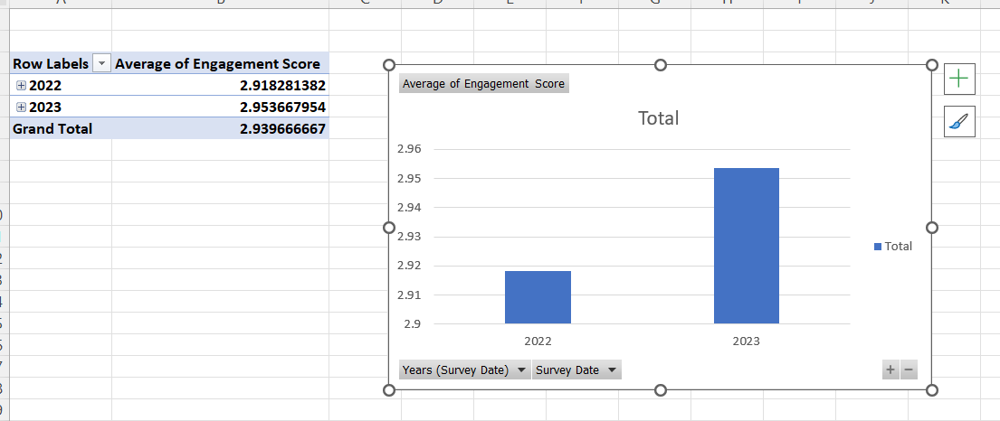 Row Labels Average of Engagement Score
2022 2.918281382
2023 2.953667954
Grand Total 2.939666667
Average of Engagement Score
Total
2.96
2.95
2.94
2.93
2.92
2.91
2.9
2022 2023
Total
Years (Survey Date) Survey Date